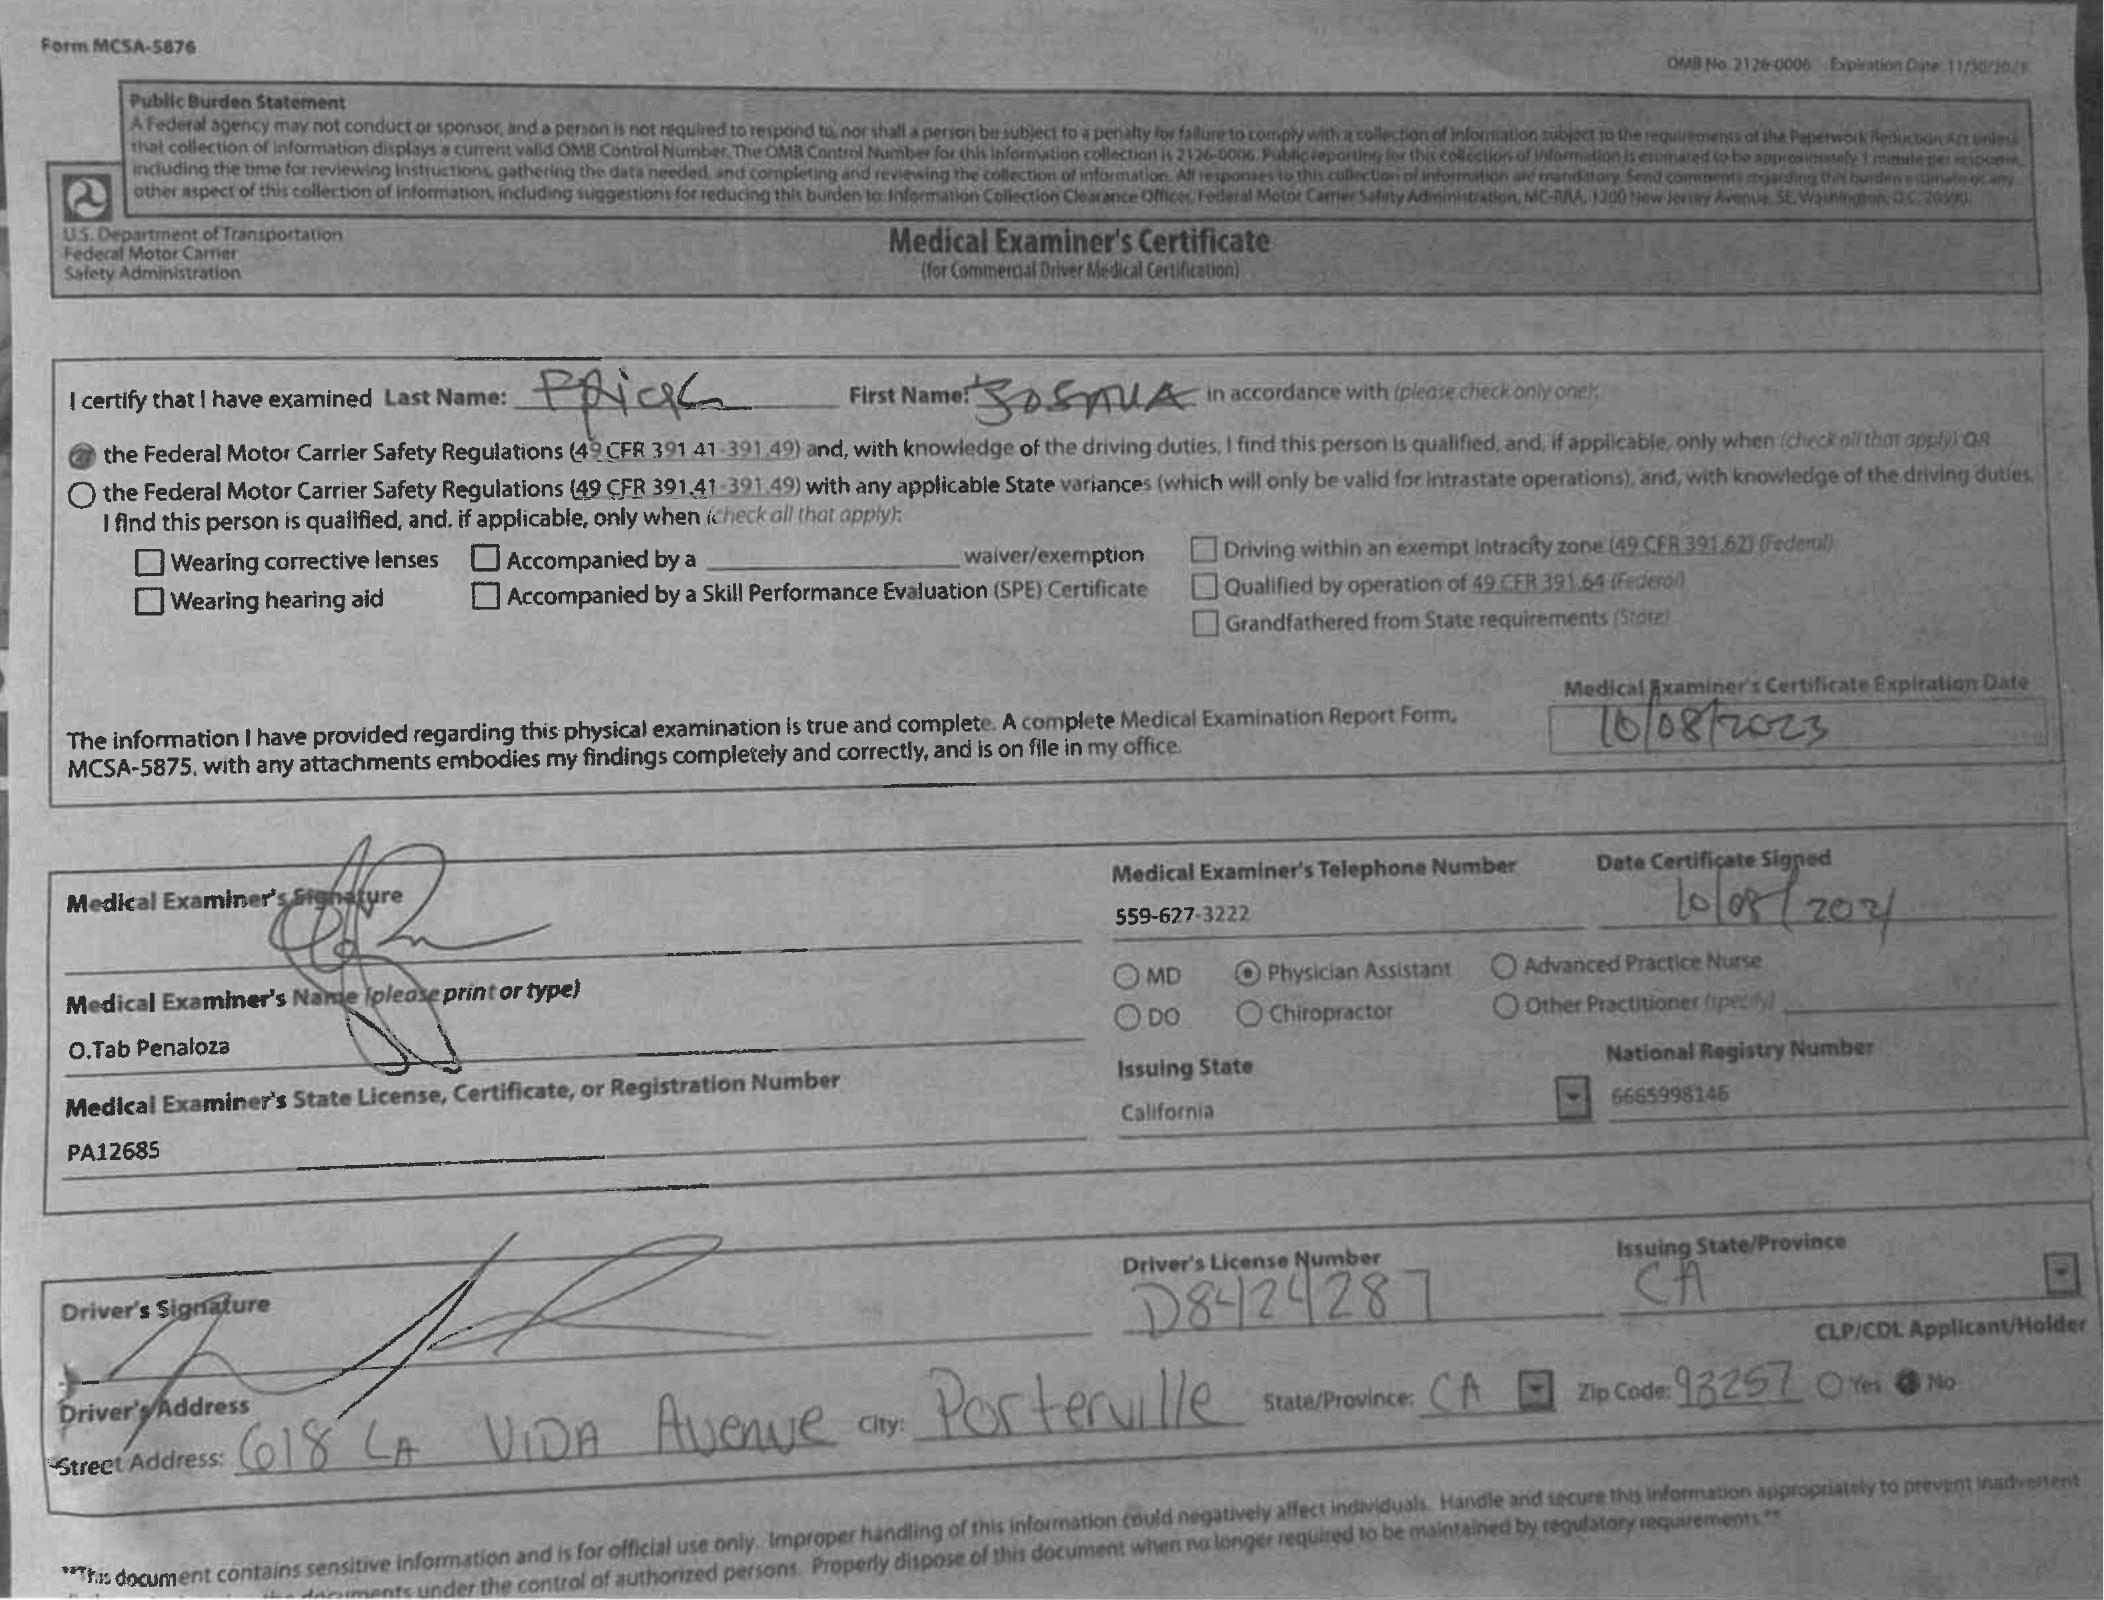 Form MCSA-5876
OMB No. 2126-0006 Expiration Date: 11/30/2021
Public Burden Statement
A Federal agency may not conduct or sponsor, and a person is not required to respond to, nor shall a person be subject to a penalty for failure to comply with a collection of information subject to the requirements of the Paperwork Reduction Act unless
that collection of information displays a current valid OMB Control Number. The OMB Control Number for this information collection is 2126-0006. Public reporting for this collection of information is estimated to be approximately 1 minute per response,
including the time for reviewing instructions, gathering the data needed, and completing and reviewing the collection of information. All responses to this collection of information are mandatory. Send comments regarding this burden estimate or any
other aspect of this collection of information, including suggestions for reducing this burden to: Information Collection Clearance Officer, Federal Motor Carrier Safety Administration, MC-RRA, 1200 New Jersey Avenue, SE, Washington, D.C. 20590.
U.S. Department of Transportation
Federal Motor Carrier
Safety Administration
Medical Examiner's Certificate
(for Commercial Driver Medical Certification)
I certify that I have examined Last Name: First Name: JOSHUA in accordance with (please check only one):
the Federal Motor Carrier Safety Regulations (49 CFR 391.41-391.49) and, with knowledge of the driving duties, I find this person is qualified, and, if applicable, only when (check all that apply) OR
the Federal Motor Carrier Safety Regulations (49 CFR 391.41-391.49) with any applicable State variances (which will only be valid for intrastate operations), and, with knowledge of the driving duties,
I find this person is qualified, and, if applicable, only when (check all that apply):
Wearing corrective lenses Accompanied by a waiver/exemption Driving within an exempt intracity zone (49 CFR 391.62) (Federal)
Wearing hearing aid Accompanied by a Skill Performance Evaluation (SPE) Certificate Qualified by operation of 49 CFR 391.64 (Federal)
Grandfathered from State requirements (State)
Medical Examiner's Certificate Expiration Date
10/08/2023
The information I have provided regarding this physical examination is true and complete. A complete Medical Examination Report Form,
MCSA-5875, with any attachments embodies my findings completely and correctly, and is on file in my office.
Medical Examiner's Signature
Medical Examiner's Telephone Number
559-627-3222
Date Certificate Signed
10/08/2021
MD Physician Assistant Advanced Practice Nurse
DO Chiropractor Other Practitioner (specify)
Medical Examiner's Name (please print or type)
O.Tab Penaloza
Issuing State
California
National Registry Number
6665998146
Medical Examiner's State License, Certificate, or Registration Number
PA12685
Driver's Signature
Driver's License Number
D8424287
Issuing State/Province
CA
CLP/CDL Applicant/Holder
Driver's Address
Street Address: 618 LA VIDA Avenue City: Porterville State/Province: CA Zip Code: 93257 Yes No
**This document contains sensitive information and is for official use only. Improper handling of this information could negatively affect individuals. Handle and secure this information appropriately to prevent inadvertent
documents under the control of authorized persons. Properly dispose of this document when no longer required to be maintained by regulatory requirements.**